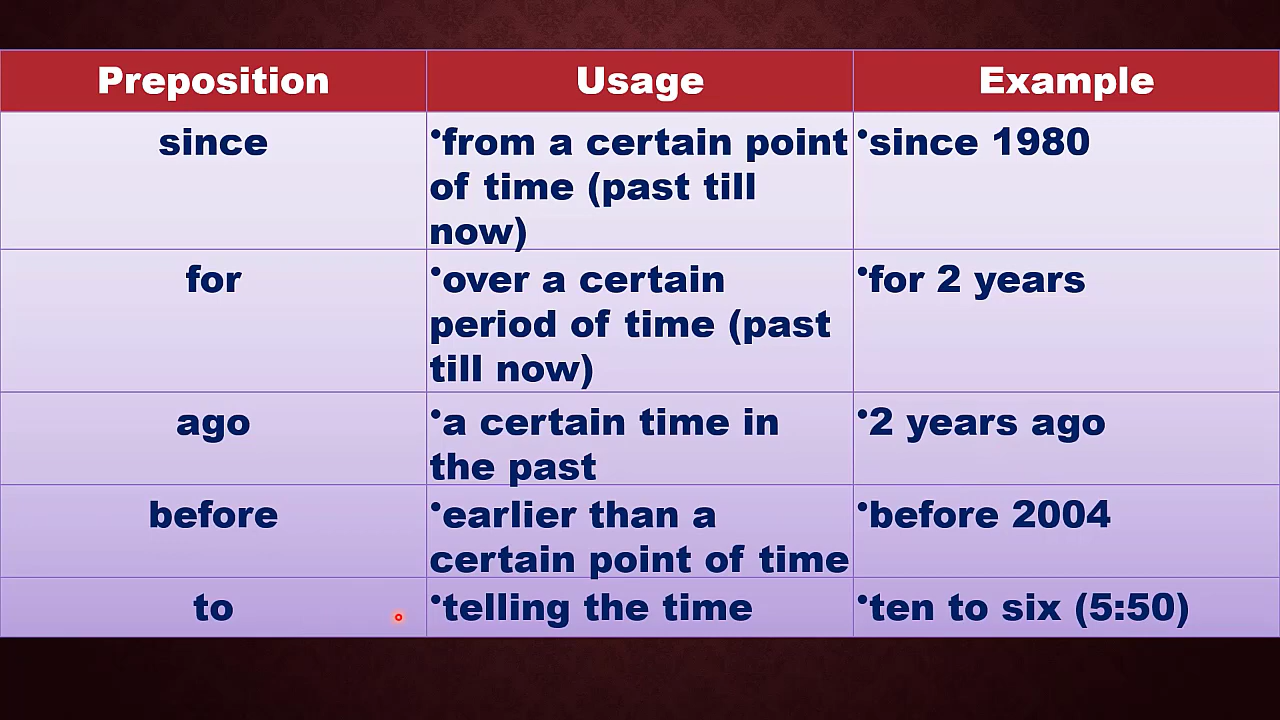 Preposition Usage Example
since •from a certain point •since 1980
of time (past till
now)
for •over a certain •for 2 years
period of time (past
till now)
ago •a certain time in •2 years ago
the past
before •earlier than a •before 2004
certain point of time
to •telling the time •ten to six (5:50)